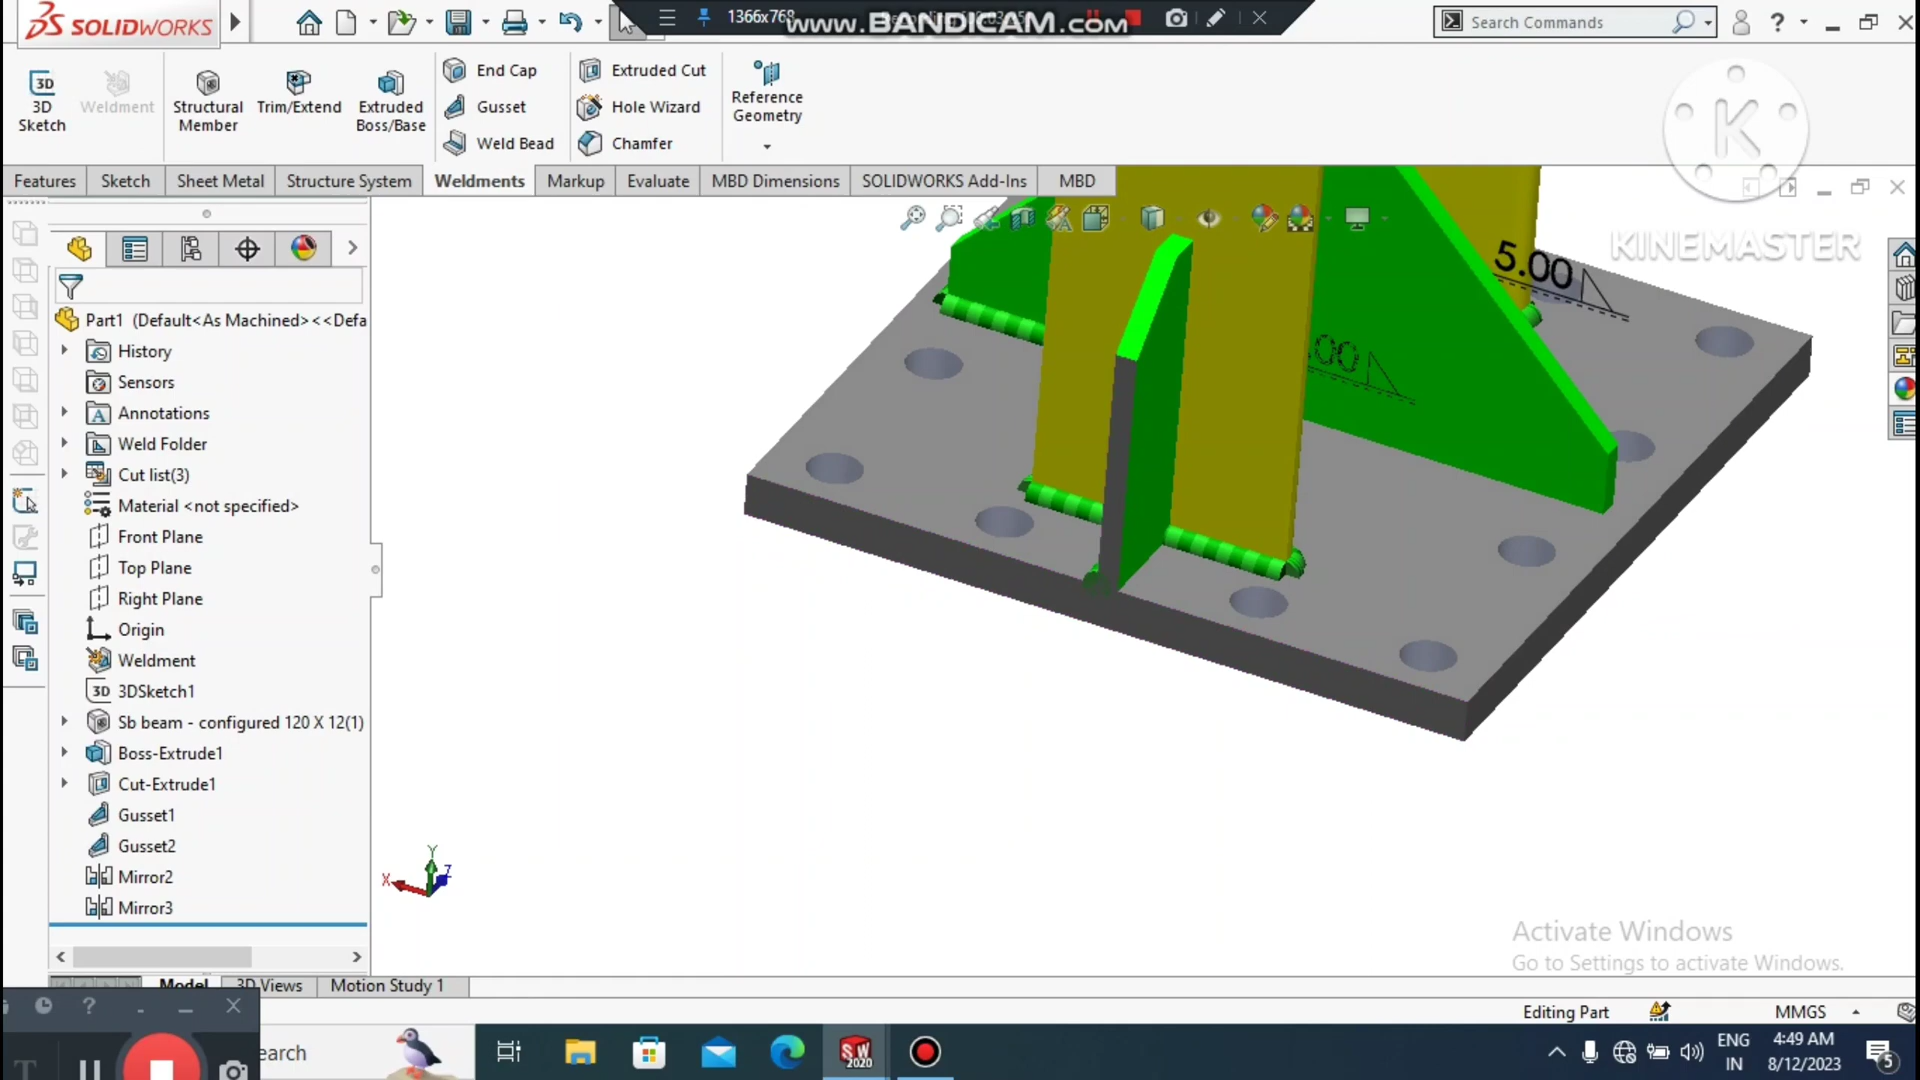 SOLIDWORKS
1366x768
www.BANDICAM.com
Search Commands
3D Sketch
Weldment
Structural Member
Trim/Extend
Extruded Boss/Base
End Cap
Gusset
Weld Bead
Extruded Cut
Hole Wizard
Chamfer
Reference Geometry
Features
Sketch
Sheet Metal
Structure System
Weldments
Markup
Evaluate
MBD Dimensions
SOLIDWORKS Add-Ins
MBD
K
KINEMASTER
5.00
.00
Part1 (Default<As Machined><<Defa
History
Sensors
Annotations
Weld Folder
Cut list(3)
Material <not specified>
Front Plane
Top Plane
Right Plane
Origin
Weldment
3D 3DSketch1
Sb beam - configured 120 X 12(1)
Boss-Extrude1
Cut-Extrude1
Gusset1
Gusset2
Mirror2
Mirror3
Y
X
Z
Activate Windows
Go to Settings to activate Windows.
Model
3D Views
Motion Study 1
Editing Part
MMGS
earch
SW 2020
ENG
IN
4:49 AM
8/12/2023
5